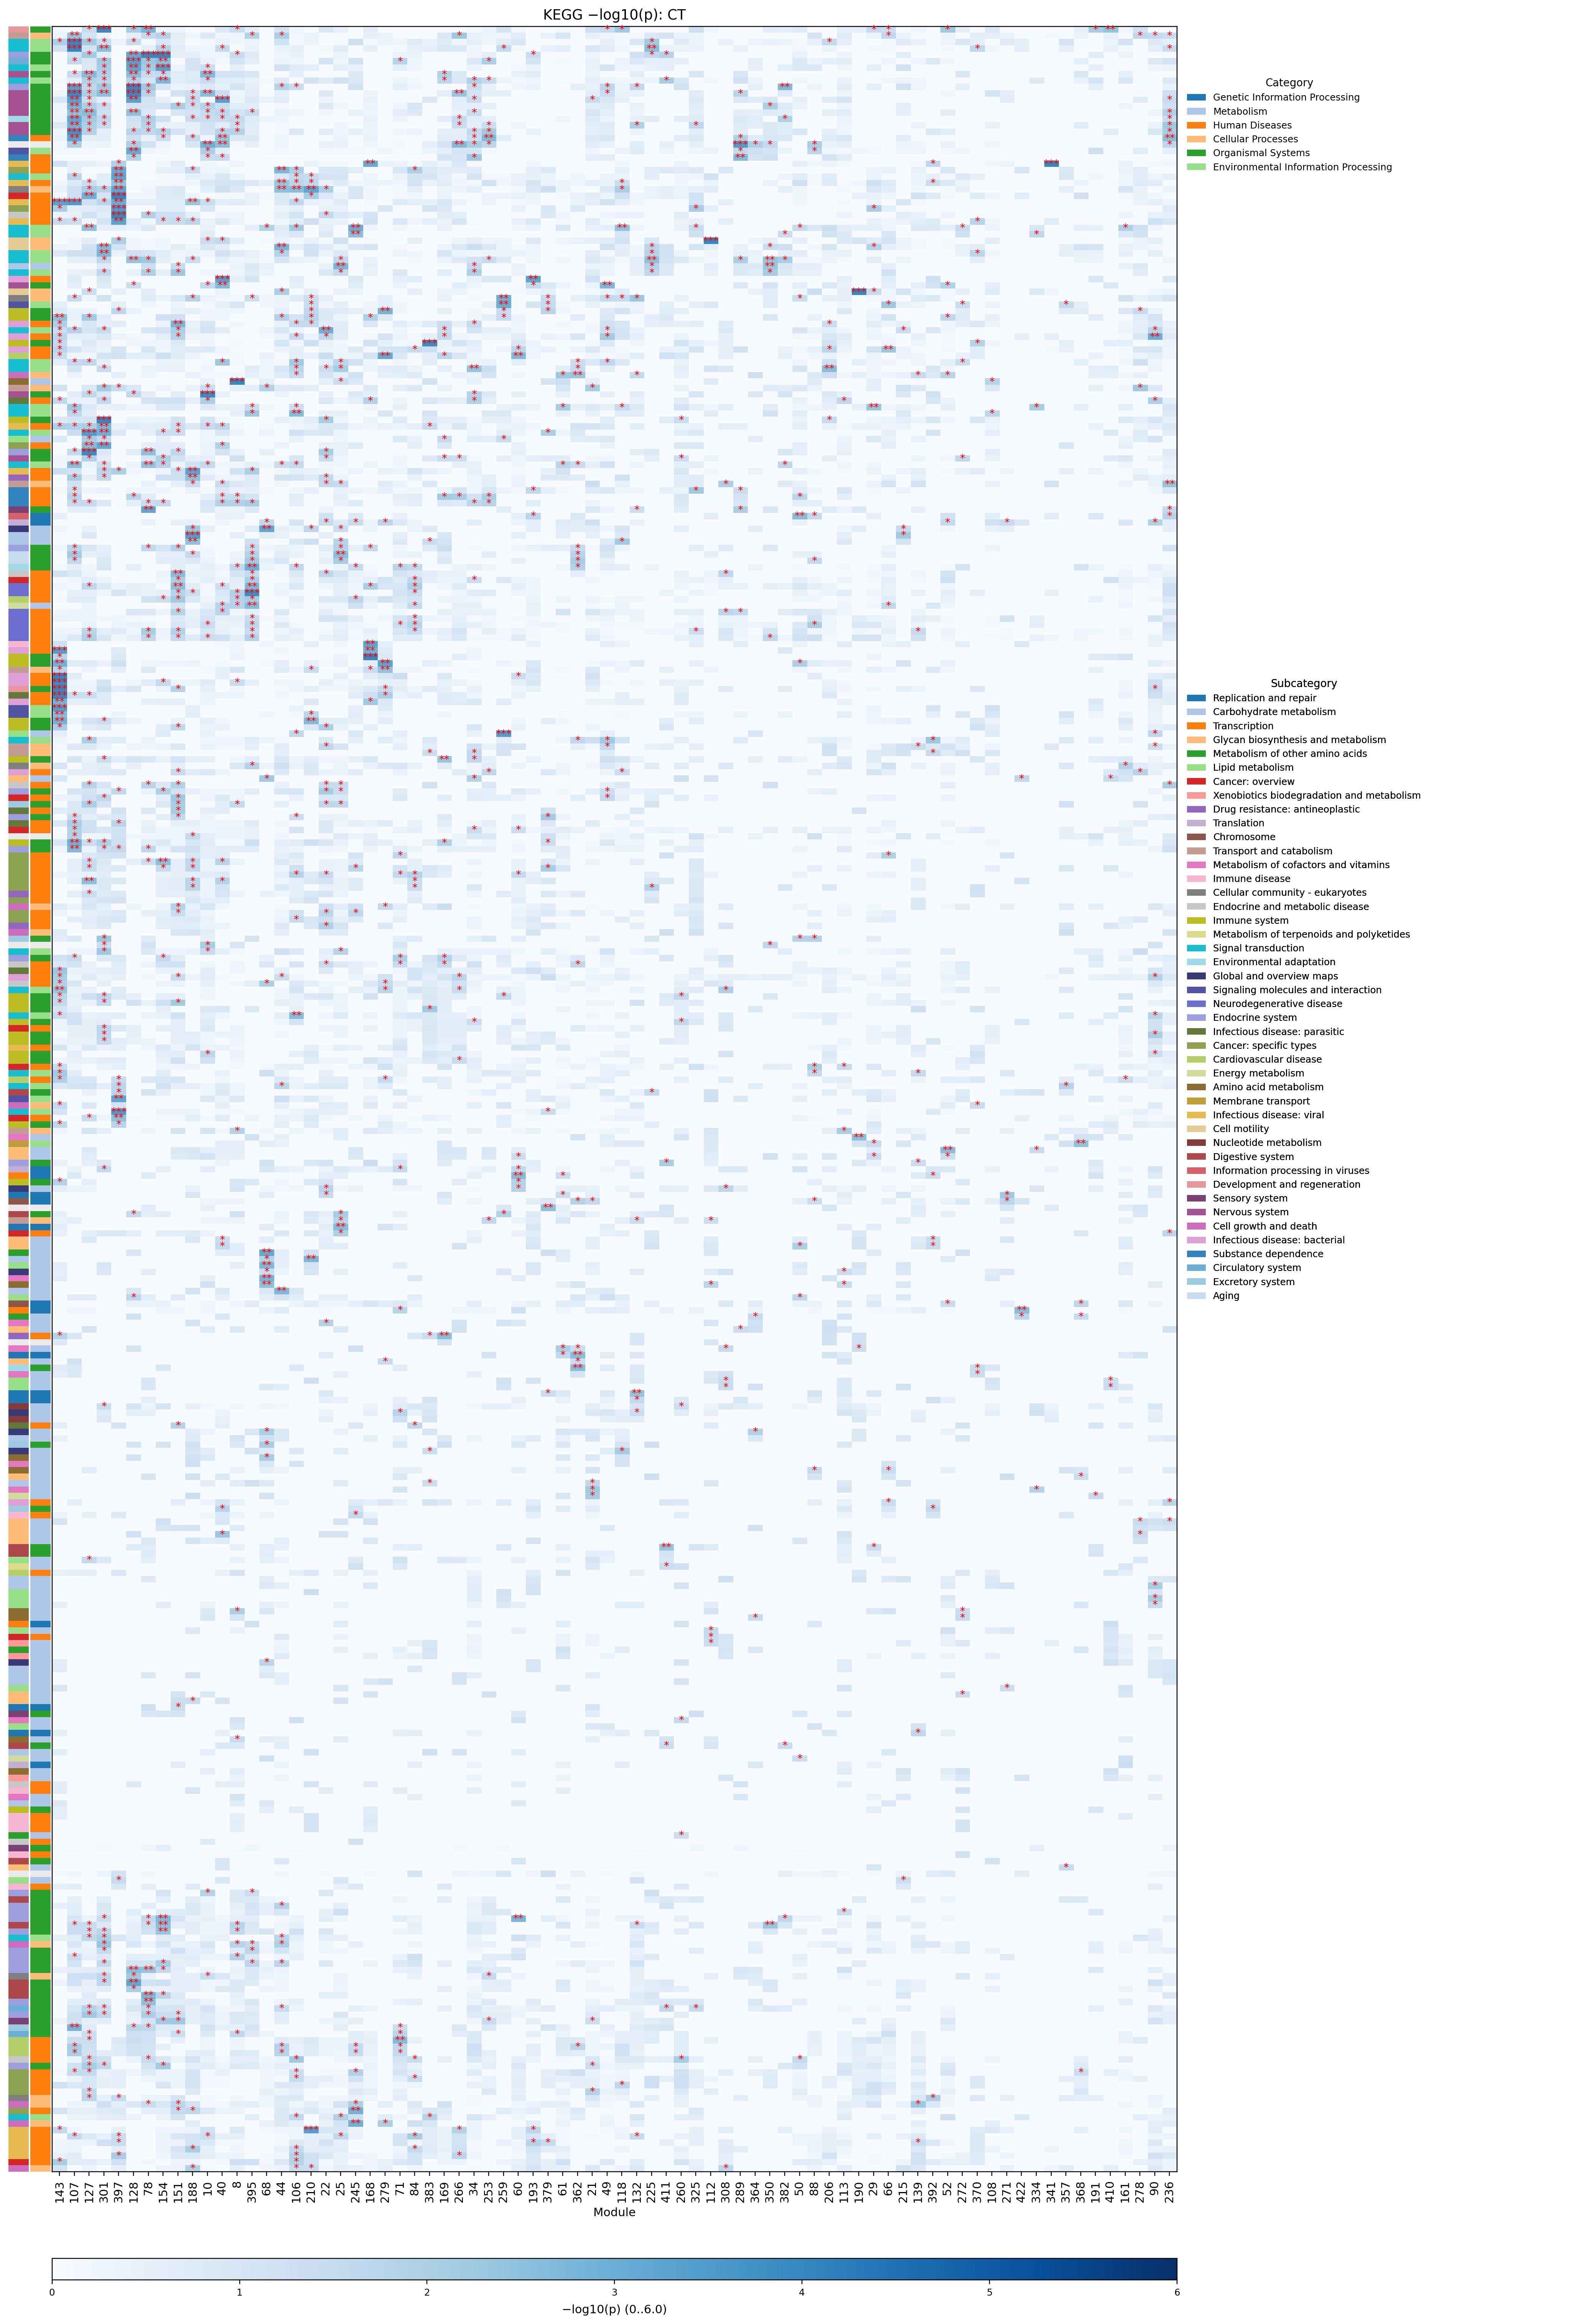 KEGG −log10(p): CT
Category
Genetic Information Processing
Metabolism
Human Diseases
Cellular Processes
Organismal Systems
Environmental Information Processing
Subcategory
Replication and repair
Carbohydrate metabolism
Transcription
Glycan biosynthesis and metabolism
Metabolism of other amino acids
Lipid metabolism
Cancer: overview
Xenobiotics biodegradation and metabolism
Drug resistance: antineoplastic
Translation
Chromosome
Transport and catabolism
Metabolism of cofactors and vitamins
Immune disease
Cellular community - eukaryotes
Endocrine and metabolic disease
Immune system
Metabolism of terpenoids and polyketides
Signal transduction
Environmental adaptation
Global and overview maps
Signaling molecules and interaction
Neurodegenerative disease
Endocrine system
Infectious disease: parasitic
Cancer: specific types
Cardiovascular disease
Energy metabolism
Amino acid metabolism
Membrane transport
Infectious disease: viral
Cell motility
Nucleotide metabolism
Digestive system
Information processing in viruses
Development and regeneration
Sensory system
Nervous system
Cell growth and death
Infectious disease: bacterial
Substance dependence
Circulatory system
Excretory system
Aging
143 107 127 301 397 128 78 154 151 188 10 40 8 395 68 44 106 210 22 25 245 168 279 71 84 383 169 266 34 253 259 60 193 379 61 362 21 49 118 132 225 411 260 325 112 308 289 364 350 382 50 88 206 113 190 29 66 215 139 392 52 272 370 108 271 422 334 341 357 368 191 410 161 278 90 236
Module
0 1 2 3 4 5 6
−log10(p) (0..6.0)